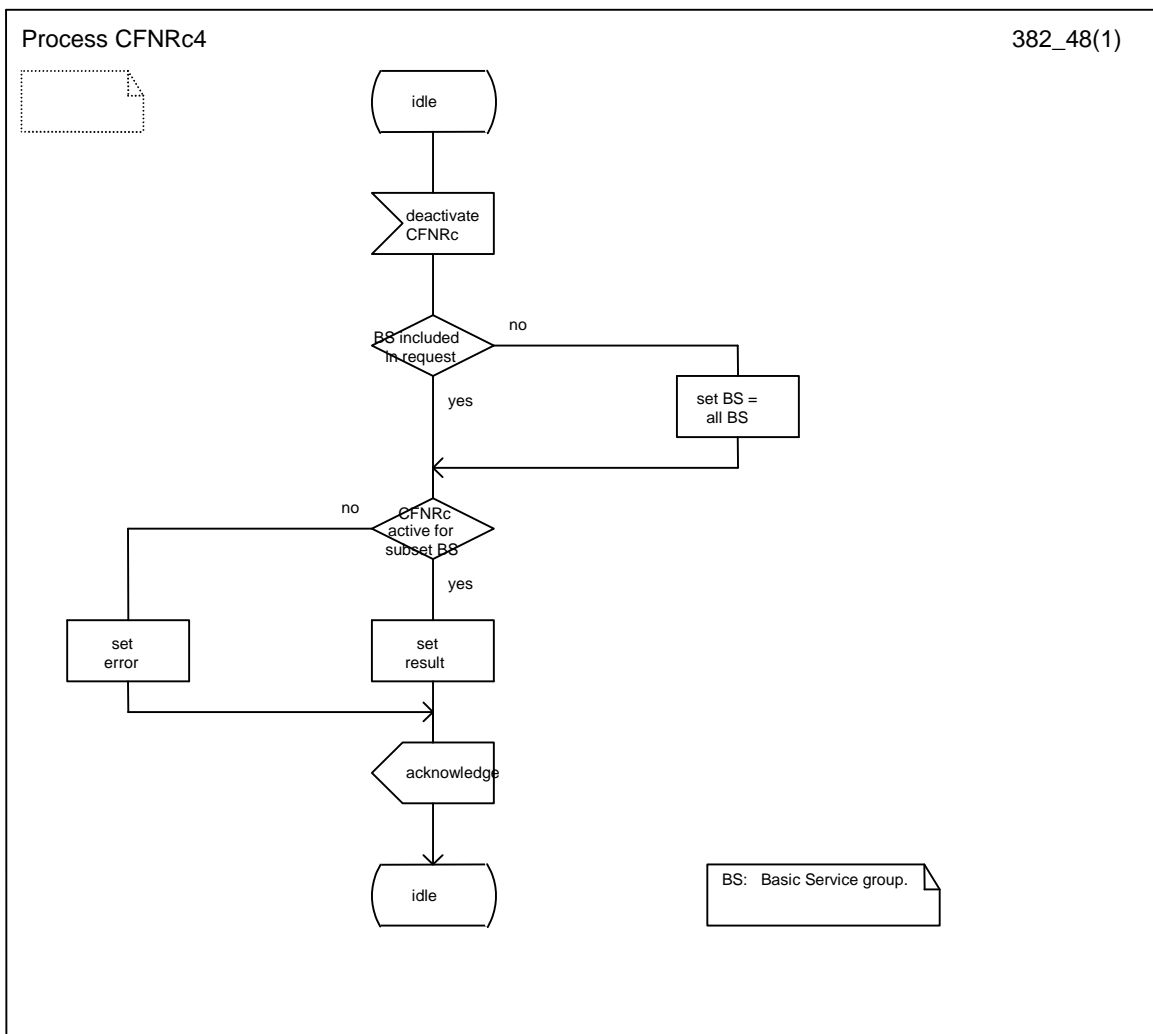 Process CFNRc4
382_48(1)
idle
deactivate
CFNRc
BS included
in request
no
yes
set BS =
all BS
no
CFNRc
active for
subset BS
yes
set
error
set
result
acknowledge
idle
BS: Basic Service group.